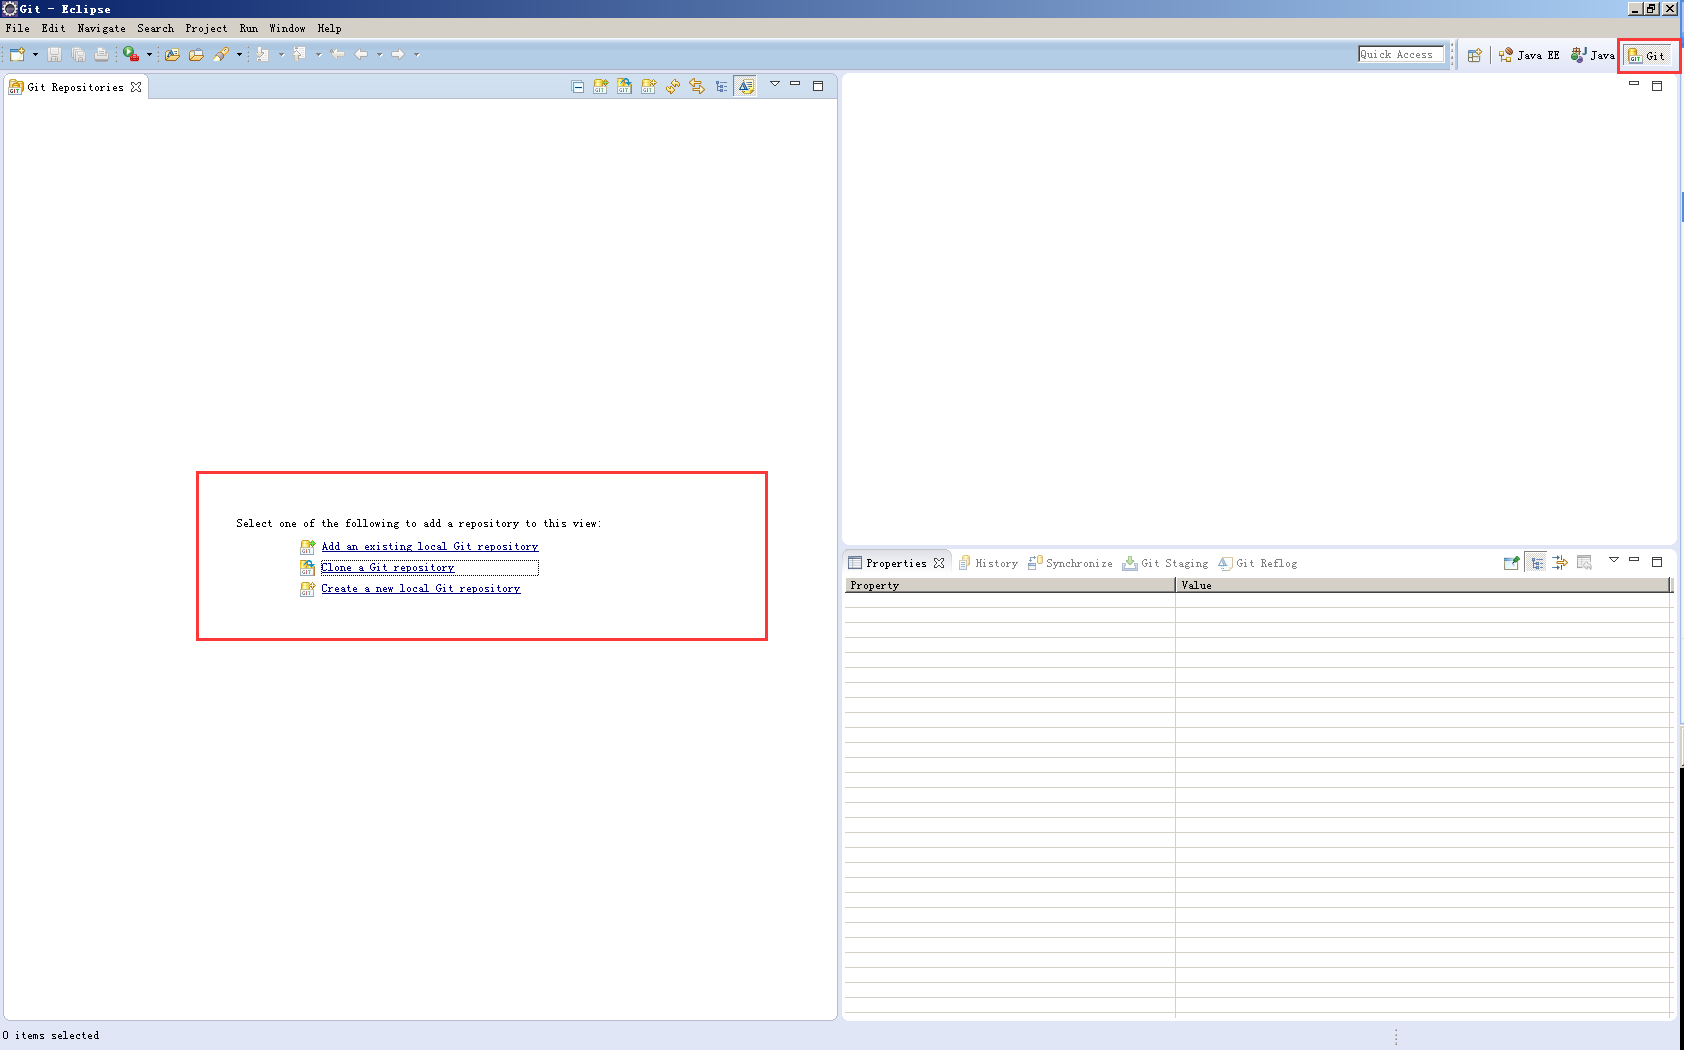 Git - Eclipse
File Edit Navigate Search Project Run Window Help
Quick Access Java EE Java Git
Git Repositories
Select one of the following to add a repository to this view:
Add an existing local Git repository
Clone a Git repository
Create a new local Git repository
Properties History Synchronize Git Staging Git Reflog
Property Value
0 items selected